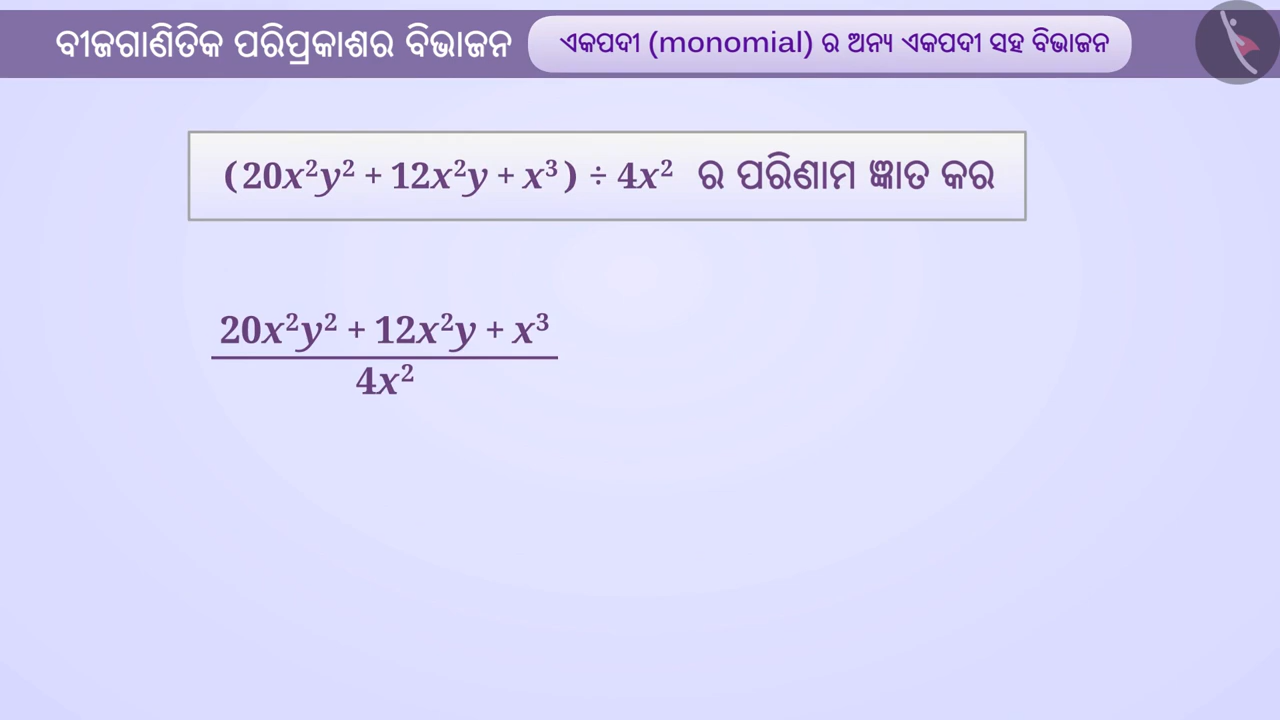 ବୀଜଗାଣିତିକ ପରିପ୍ରକାଶର ବିଭାଜନ
ଏକପଦୀ (monomial) ର ଅନ୍ୟ ଏକପଦୀ ସହ ବିଭାଜନ
(20x²y² + 12x²y + x³) ÷ 4x² ର ପରିଣାମ ଜ୍ଞାତ କର
20x²y² + 12x²y + x³
4x²